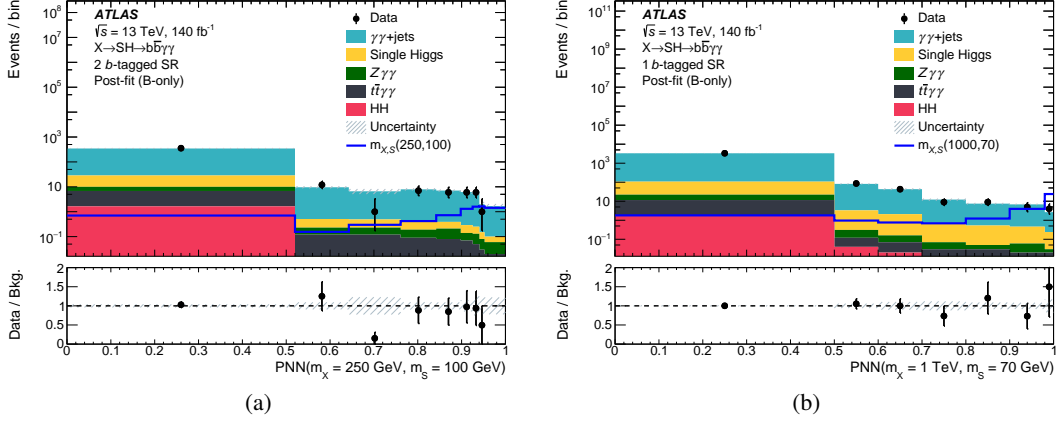 Events / bin
10⁸
10⁷
10⁵
10³
10
10⁻¹
ATLAS
√s = 13 TeV, 140 fb⁻¹
X→SH→bb̅γγ
2 b-tagged SR
Post-fit (B-only)
Data
γγ+jets
Single Higgs
Zγγ
tt̅γγ
HH
Uncertainty
m_X,S(250,100)
Data / Bkg.
2
1.5
1
0.5
0
0 0.1 0.2 0.3 0.4 0.5 0.6 0.7 0.8 0.9 1
PNN(m_X = 250 GeV, m_S = 100 GeV)
(a)
Events / bin
10¹¹
10⁹
10⁷
10⁵
10³
10
10⁻¹
ATLAS
√s = 13 TeV, 140 fb⁻¹
X→SH→bb̅γγ
1 b-tagged SR
Post-fit (B-only)
Data
γγ+jets
Single Higgs
Zγγ
tt̅γγ
HH
Uncertainty
m_X,S(1000,70)
Data / Bkg.
2
1.5
1
0.5
0
0 0.1 0.2 0.3 0.4 0.5 0.6 0.7 0.8 0.9 1
PNN(m_X = 1 TeV, m_S = 70 GeV)
(b)